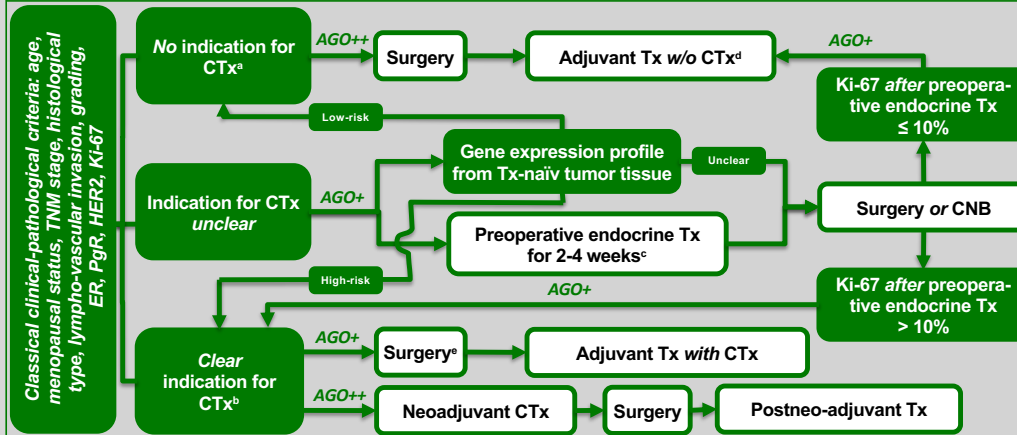 Classical clinical-pathological criteria: age,
menopausal status, TNM stage, histological
type, lympho-vascular invasion, grading,
ER, PgR, HER2, Ki-67
No indication for
CTxᵃ
AGO++
Surgery
Adjuvant Tx w/o CTxᵈ
AGO+
Ki-67 after preopera-
tive endocrine Tx
≤ 10%
Low-risk
Gene expression profile
from Tx-naïv tumor tissue
Unclear
Indication for CTx
unclear
AGO+
Preoperative endocrine Tx
for 2-4 weeksᶜ
Surgery or CNB
High-risk
AGO+
Ki-67 after preopera-
tive endocrine Tx
> 10%
Clear
indication for
CTxᵇ
AGO+
Surgeryᵉ
Adjuvant Tx with CTx
AGO++
Neoadjuvant CTx
Surgery
Postneo-adjuvant Tx